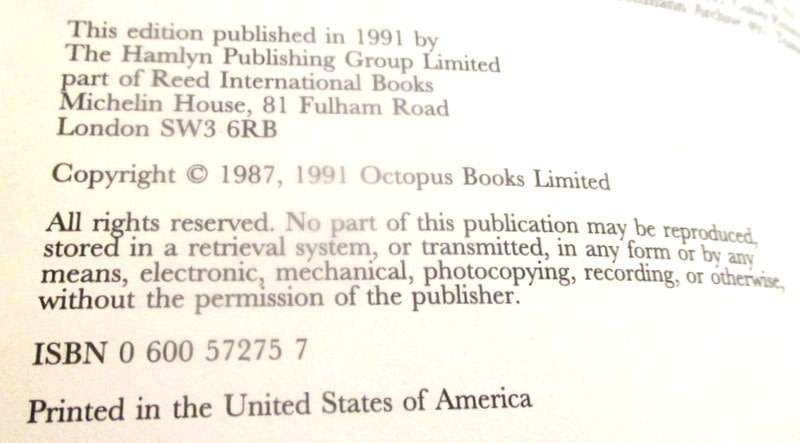 This edition published in 1991 by
The Hamlyn Publishing Group Limited
part of Reed International Books
Michelin House, 81 Fulham Road
London SW3 6RB
Copyright © 1987, 1991 Octopus Books Limited
All rights reserved. No part of this publication may be reproduced,
stored in a retrieval system, or transmitted, in any form or by any
means, electronic, mechanical, photocopying, recording, or otherwise,
without the permission of the publisher.
ISBN 0 600 57275 7
Printed in the United States of America